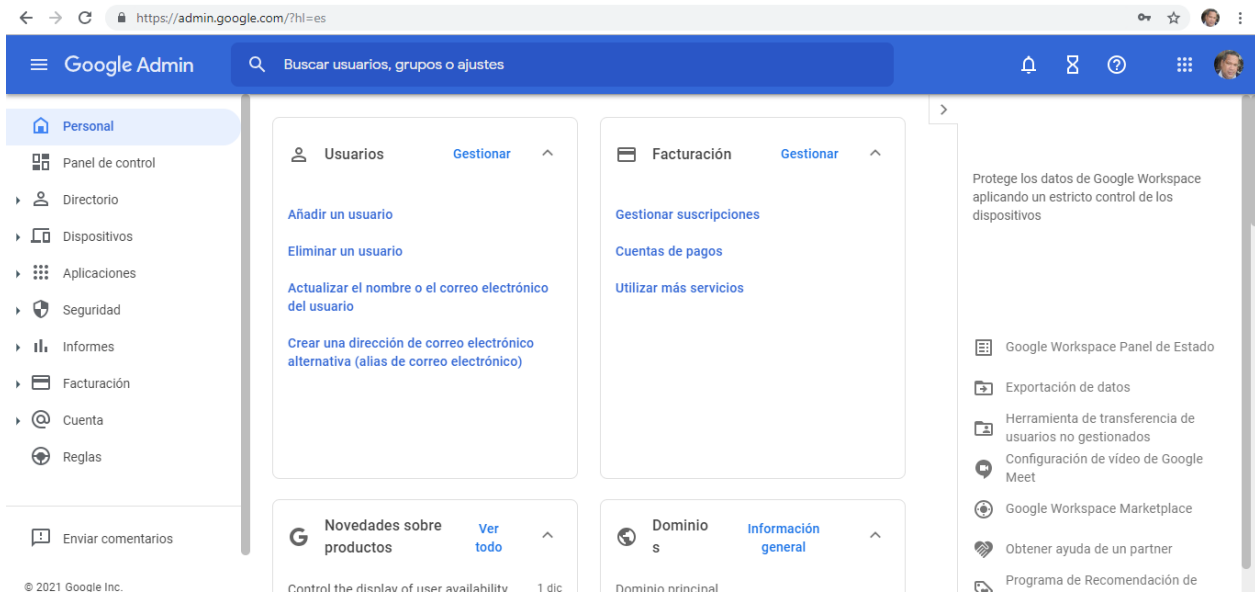 https://admin.google.com/?hl=es
Google Admin
Buscar usuarios, grupos o ajustes
Personal
Panel de control
Directorio
Dispositivos
Aplicaciones
Seguridad
Informes
Facturación
Cuenta
Reglas
Enviar comentarios
© 2021 Google Inc.
Usuarios
Gestionar
Añadir un usuario
Eliminar un usuario
Actualizar el nombre o el correo electrónico
del usuario
Crear una dirección de correo electrónico
alternativa (alias de correo electrónico)
Facturación
Gestionar
Gestionar suscripciones
Cuentas de pagos
Utilizar más servicios
Novedades sobre
productos
Ver
todo
Control the display of user availability
1 dic
Dominio
s
Información
general
Dominio principal
Protege los datos de Google Workspace
aplicando un estricto control de los
dispositivos
Google Workspace Panel de Estado
Exportación de datos
Herramienta de transferencia de
usuarios no gestionados
Configuración de vídeo de Google
Meet
Google Workspace Marketplace
Obtener ayuda de un partner
Programa de Recomendación de